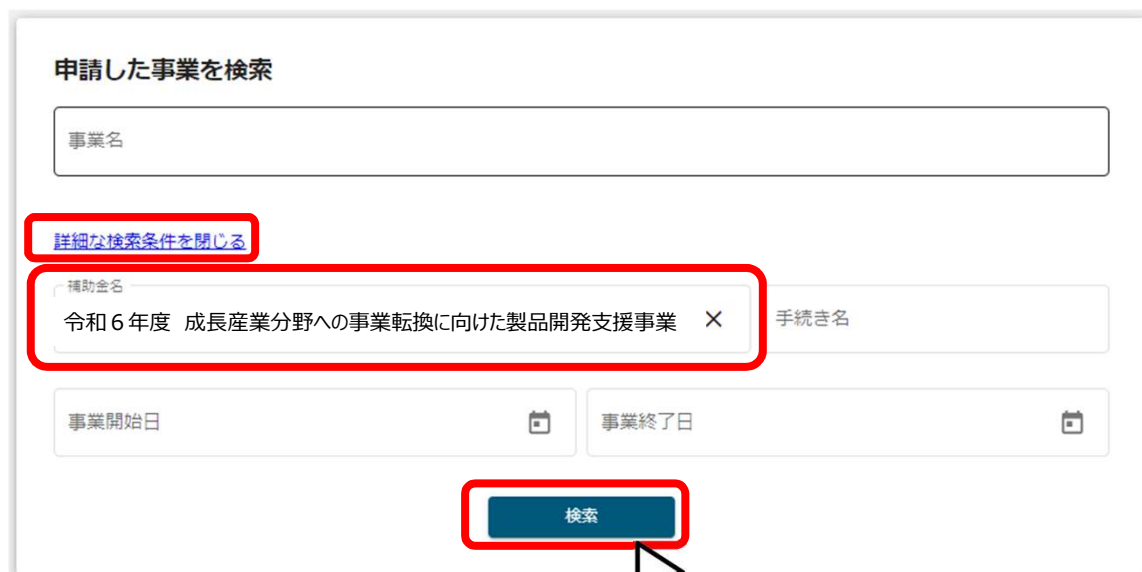 申請した事業を検索
事業名
詳細な検索条件を閉じる
補助金名
令和6年度 成長産業分野への事業転換に向けた製品開発支援事業 ×
手続き名
事業開始日
事業終了日
検索